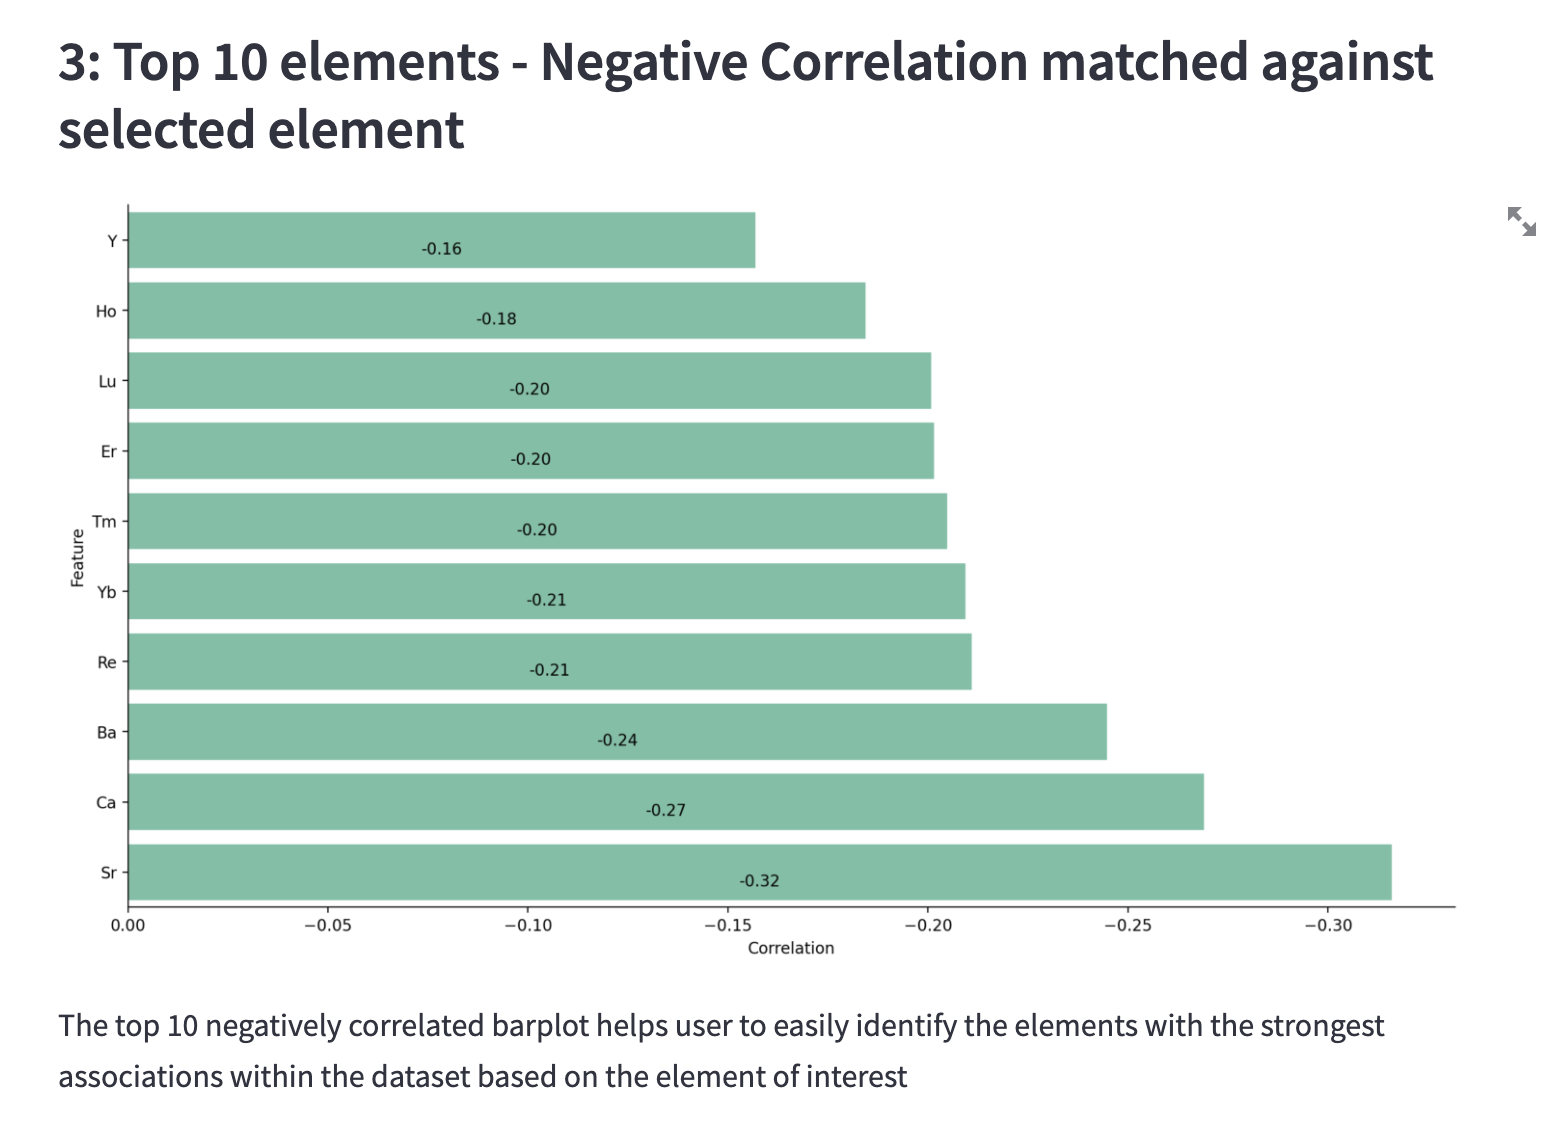 3: Top 10 elements - Negative Correlation matched against
selected element
Y
-0.16
Ho
-0.18
Lu
-0.20
Er
-0.20
Tm
-0.20
Feature
Yb
-0.21
Re
-0.21
Ba
-0.24
Ca
-0.27
Sr
-0.32
0.00 −0.05 −0.10 −0.15 −0.20 −0.25 −0.30
Correlation
The top 10 negatively correlated barplot helps user to easily identify the elements with the strongest
associations within the dataset based on the element of interest